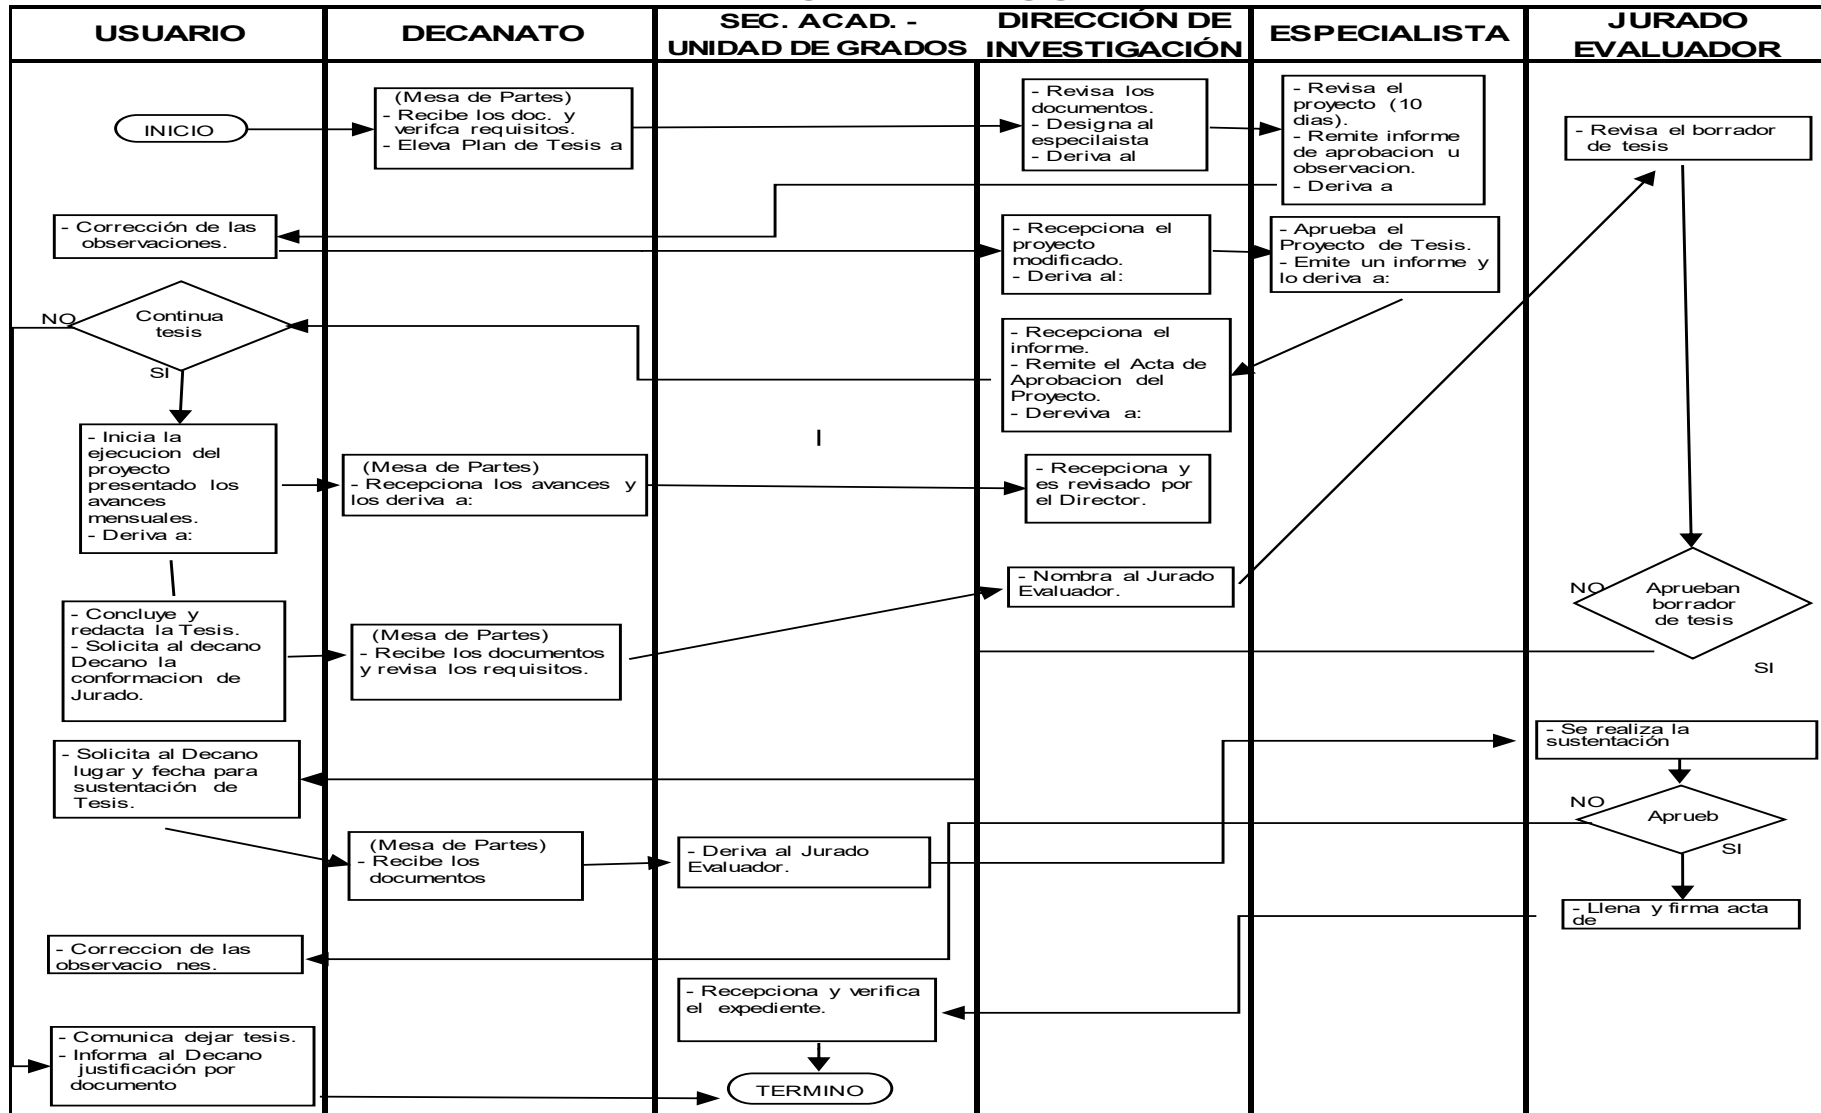 USUARIO
DECANATO
SEC. ACAD. -
UNIDAD DE GRADOS
DIRECCIÓN DE
INVESTIGACIÓN
ESPECIALISTA
JURADO
EVALUADOR
INICIO
(Mesa de Partes)
- Recibe los doc. y
verifca requisitos.
- Eleva Plan de Tesis a
- Revisa los
documentos.
- Designa al
especilaista
- Deriva al
- Revisa el
proyecto (10
dias).
- Remite informe
de aprobacion u
observacion.
- Deriva a
- Revisa el borrador
de tesis
- Corrección de las
observaciones.
- Recepciona el
proyecto
modificado.
- Deriva al:
- Aprueba el
Proyecto de Tesis.
- Emite un informe y
lo deriva a:
NO
Continua
tesis
SI
- Recepciona el
informe.
- Remite el Acta de
Aprobacion del
Proyecto.
- Dereviva a:
I
- Inicia la
ejecucion del
proyecto
presentado los
avances
mensuales.
- Deriva a:
(Mesa de Partes)
- Recepciona los avances y
los deriva a:
- Recepciona y
es revisado por
el Director.
- Nombra al Jurado
Evaluador.
NO
Aprueban
borrador
de tesis
SI
- Concluye y
redacta la Tesis.
- Solicita al decano
Decano la
conformacion de
Jurado.
(Mesa de Partes)
- Recibe los documentos
y revisa los requisitos.
- Solicita al Decano
lugar y fecha para
sustentación de
Tesis.
- Se realiza la
sustentación
NO
Aprueb
SI
(Mesa de Partes)
- Recibe los
documentos
- Deriva al Jurado
Evaluador.
- Llena y firma acta
de
- Correccion de las
observacio nes.
- Recepciona y verifica
el expediente.
- Comunica dejar tesis.
- Informa al Decano
justificación por
documento
TERMINO